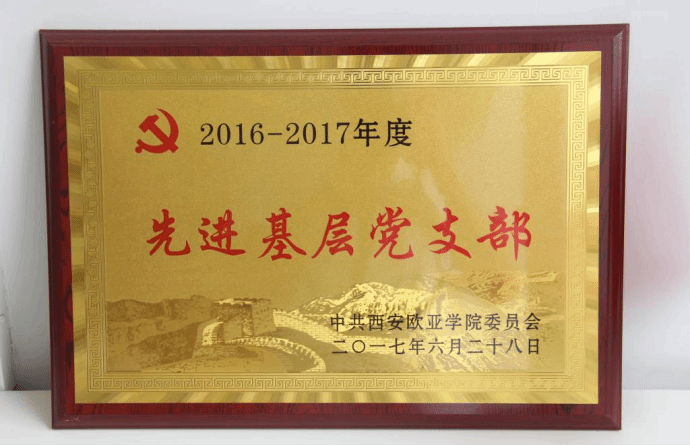 2016-2017年度
先进基层党支部
中共西安欧亚学院委员会
二〇一七年六月二十八日